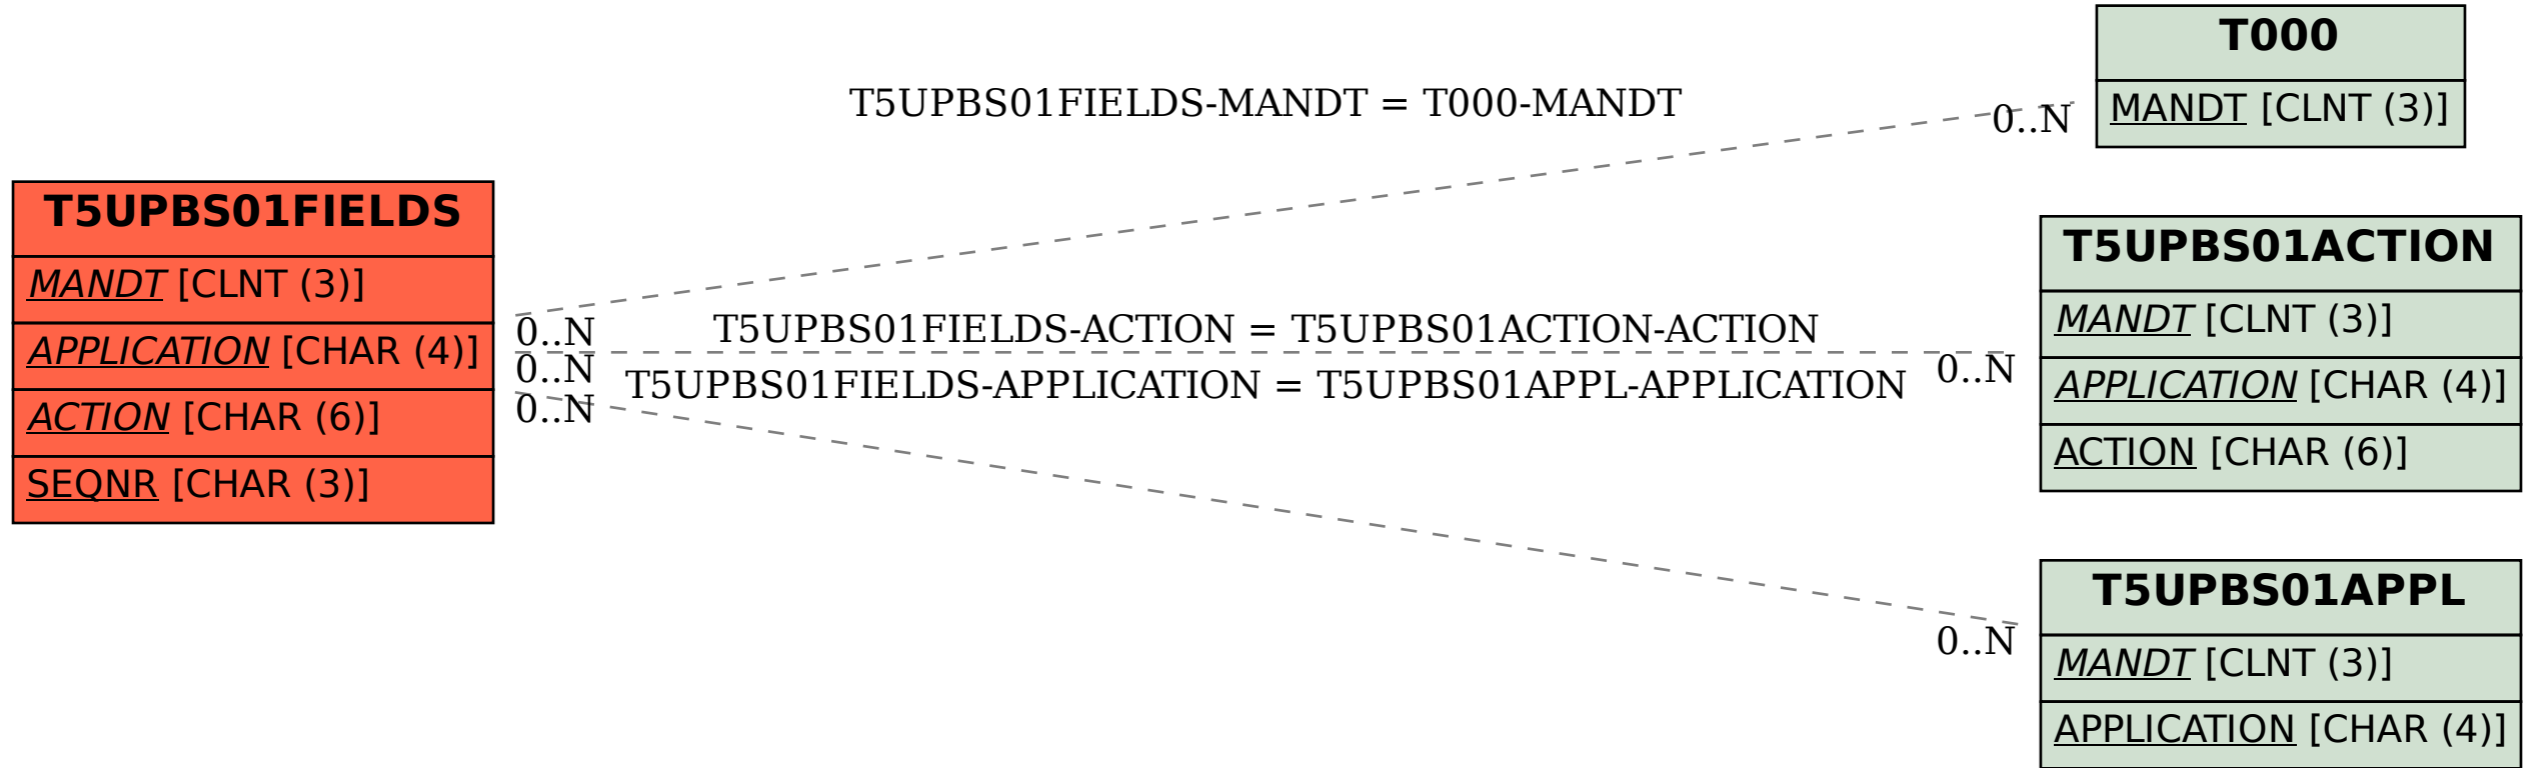 T5UPBS01FIELDS
MANDT [CLNT (3)]
APPLICATION [CHAR (4)]
ACTION [CHAR (6)]
SEQNR [CHAR (3)]
T5UPBS01FIELDS-MANDT = T000-MANDT
0..N
0..N
T5UPBS01FIELDS-ACTION = T5UPBS01ACTION-ACTION
0..N
0..N
T5UPBS01FIELDS-APPLICATION = T5UPBS01APPL-APPLICATION
0..N
0..N
T000
MANDT [CLNT (3)]
T5UPBS01ACTION
MANDT [CLNT (3)]
APPLICATION [CHAR (4)]
ACTION [CHAR (6)]
T5UPBS01APPL
MANDT [CLNT (3)]
APPLICATION [CHAR (4)]